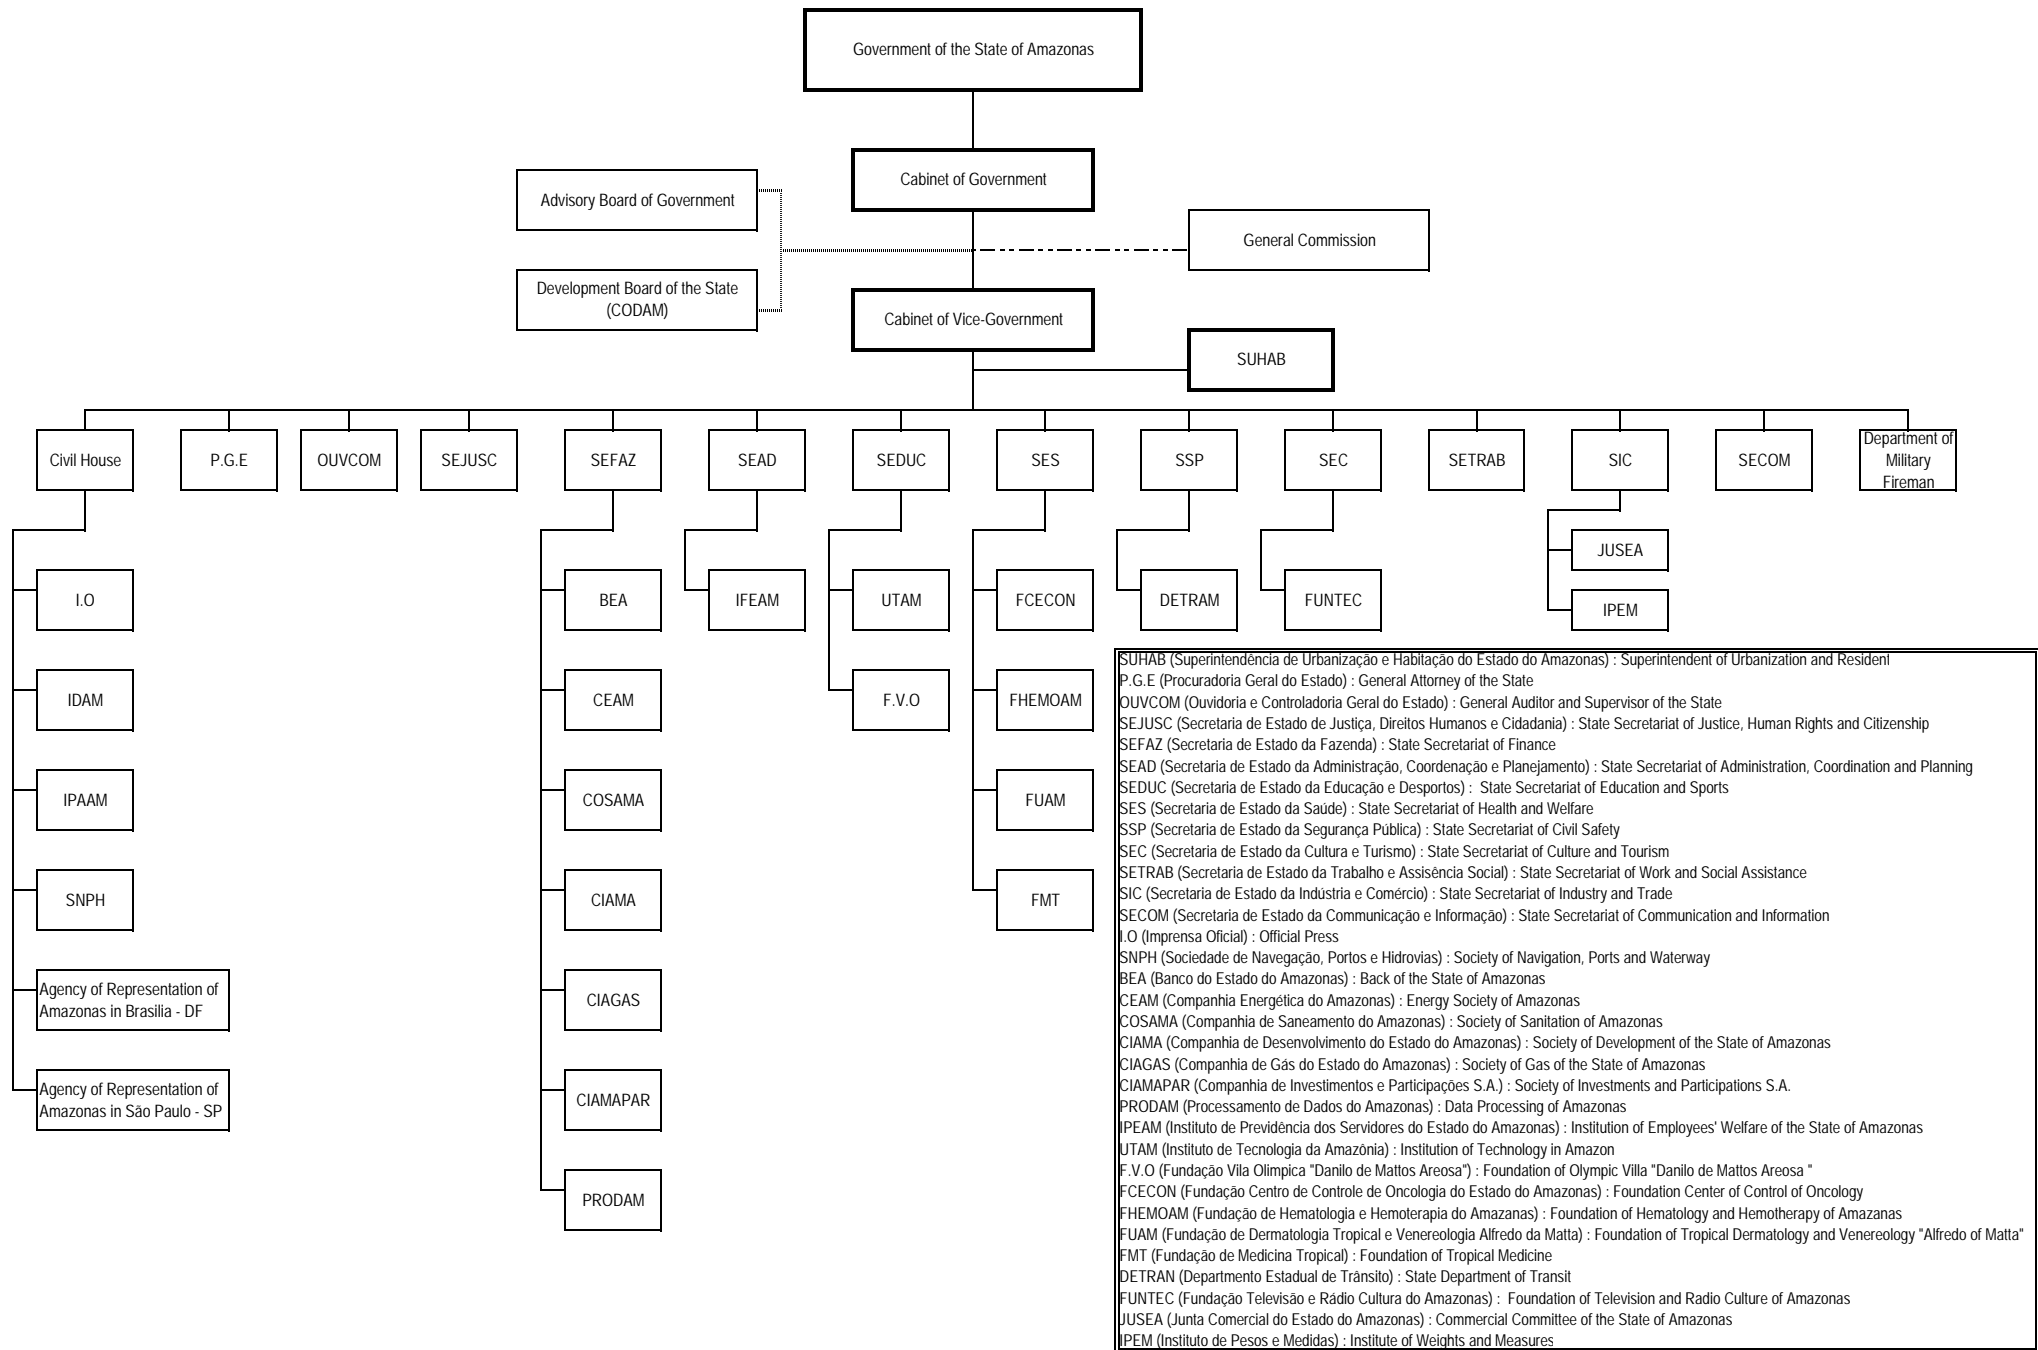 Government of the State of Amazonas
Cabinet of Government
Advisory Board of Government
General Commission
Development Board of the State
(CODAM)
Cabinet of Vice-Government
SUHAB
Civil House
P.G.E
OUVCOM
SEJUSC
SEFAZ
SEAD
SEDUC
SES
SSP
SEC
SETRAB
SIC
SECOM
Department of
Military
Fireman
JUSEA
I.O
BEA
IFEAM
UTAM
FCECON
DETRAM
FUNTEC
IPEM
IDAM
CEAM
F.V.O
FHEMOAM
IPAAM
COSAMA
FUAM
SNPH
CIAMA
FMT
Agency of Representation of
Amazonas in Brasilia - DF
CIAGAS
Agency of Representation of
Amazonas in São Paulo - SP
CIAMAPAR
PRODAM
SUHAB (Superintendência de Urbanização e Habitação do Estado do Amazonas) : Superintendent of Urbanization and Resident
P.G.E (Procuradoria Geral do Estado) : General Attorney of the State
OUVCOM (Ouvidoria e Controladoria Geral do Estado) : General Auditor and Supervisor of the State
SEJUSC (Secretaria de Estado de Justiça, Direitos Humanos e Cidadania) : State Secretariat of Justice, Human Rights and Citizenship
SEFAZ (Secretaria de Estado da Fazenda) : State Secretariat of Finance
SEAD (Secretaria de Estado da Administração, Coordenação e Planejamento) : State Secretariat of Administration, Coordination and Planning
SEDUC (Secretaria de Estado da Educação e Desportos) :  State Secretariat of Education and Sports
SES (Secretaria de Estado da Saúde) : State Secretariat of Health and Welfare
SSP (Secretaria de Estado da Segurança Pública) : State Secretariat of Civil Safety
SEC (Secretaria de Estado da Cultura e Turismo) : State Secretariat of Culture and Tourism
SETRAB (Secretaria de Estado da Trabalho e Assisência Social) : State Secretariat of Work and Social Assistance
SIC (Secretaria de Estado da Indústria e Comércio) : State Secretariat of Industry and Trade
SECOM (Secretaria de Estado da Communicação e Informação) : State Secretariat of Communication and Information
I.O (Imprensa Oficial) : Official Press
SNPH (Sociedade de Navegação, Portos e Hidrovias) : Society of Navigation, Ports and Waterway
BEA (Banco do Estado do Amazonas) : Back of the State of Amazonas
CEAM (Companhia Energética do Amazonas) : Energy Society of Amazonas
COSAMA (Companhia de Saneamento do Amazonas) : Society of Sanitation of Amazonas
CIAMA (Companhia de Desenvolvimento do Estado do Amazonas) : Society of Development of the State of Amazonas
CIAGAS (Companhia de Gás do Estado do Amazonas) : Society of Gas of the State of Amazonas
CIAMAPAR (Companhia de Investimentos e Participações S.A.) : Society of Investments and Participations S.A.
PRODAM (Processamento de Dados do Amazonas) : Data Processing of Amazonas
IPEAM (Instituto de Previdência dos Servidores do Estado do Amazonas) : Institution of Employees' Welfare of the State of Amazonas
UTAM (Instituto de Tecnologia da Amazônia) : Institution of Technology in Amazon
F.V.O (Fundação Vila Olimpica "Danilo de Mattos Areosa") : Foundation of Olympic Villa "Danilo de Mattos Areosa "
FCECON (Fundação Centro de Controle de Oncologia do Estado do Amazonas) : Foundation Center of Control of Oncology
FHEMOAM (Fundação de Hematologia e Hemoterapia do Amazanas) : Foundation of Hematology and Hemotherapy of Amazanas
FUAM (Fundação de Dermatologia Tropical e Venereologia Alfredo da Matta) : Foundation of Tropical Dermatology and Venereology "Alfredo of Matta"
FMT (Fundação de Medicina Tropical) : Foundation of Tropical Medicine
DETRAN (Departmento Estadual de Trânsito) : State Department of Transit
FUNTEC (Fundação Televisão e Rádio Cultura do Amazonas) :  Foundation of Television and Radio Culture of Amazonas
JUSEA (Junta Comercial do Estado do Amazonas) : Commercial Committee of the State of Amazonas
IPEM (Instituto de Pesos e Medidas) : Institute of Weights and Measures